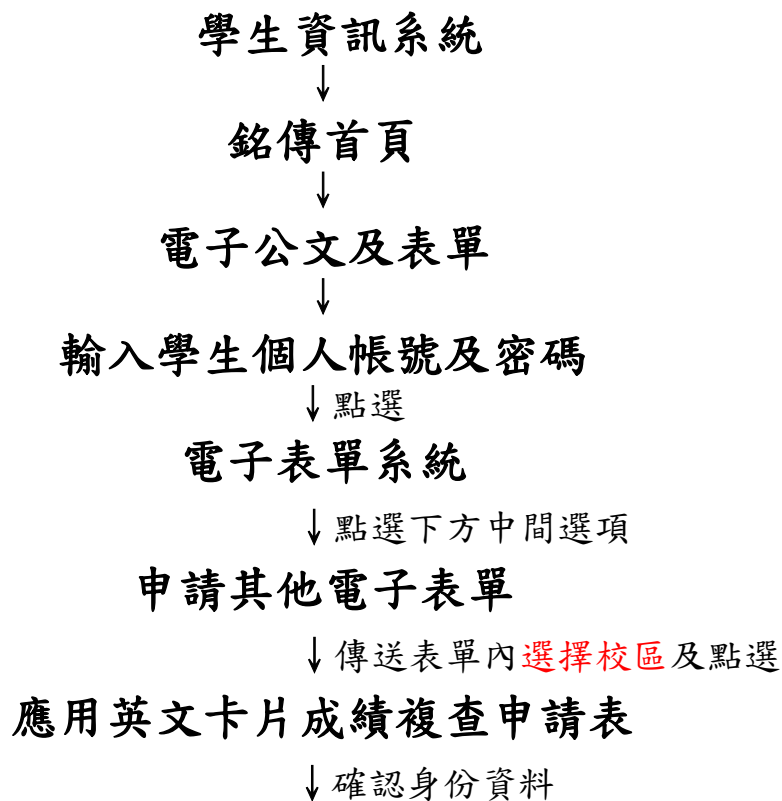 學生資訊系統
↓
銘傳首頁
↓
電子公文及表單
↓
輸入學生個人帳號及密碼
↓點選
電子表單系統
↓點選下方中間選項
申請其他電子表單
↓傳送表單內選擇校區及點選
應用英文卡片成績複查申請表
↓確認身份資料